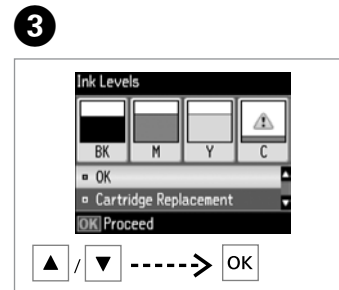 3
Ink Levels
BK M Y C
OK
Cartridge Replacement
OK Proceed
▲ / ▼ -----> OK